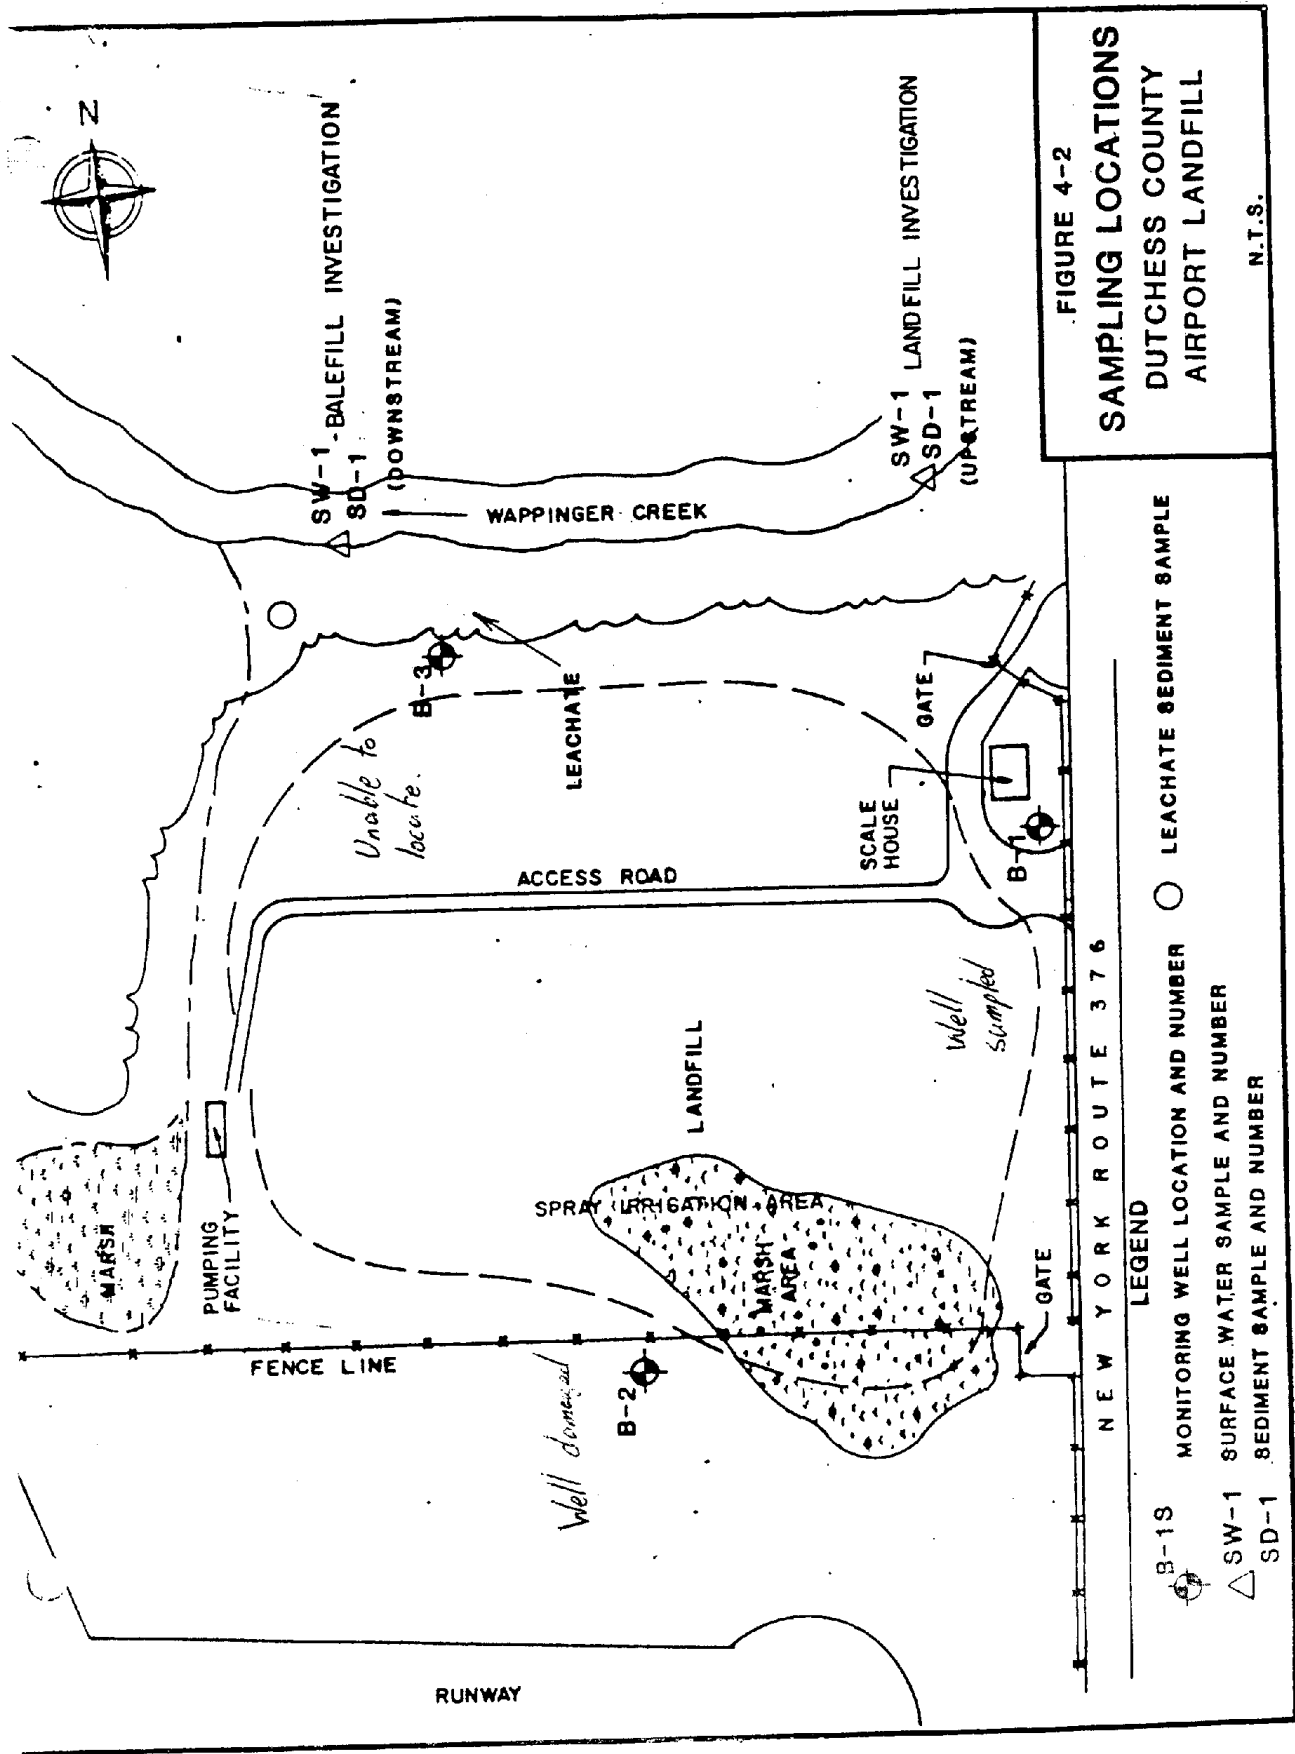 N
SW-1 - BALEFILL INVESTIGATION
SD-1
(DOWNSTREAM)
SW-1 LANDFILL INVESTIGATION
SD-1
(UPSTREAM)
WAPPINGER CREEK
B-3
LEACHATE
Unable to
locate.
GATE
SCALE
HOUSE
B-1
ACCESS ROAD
Well
sampled
LANDFILL
SPRAY IRRIGATION AREA
MARSH
AREA
MARSH
PUMPING
FACILITY
FENCE LINE
GATE
B-2
Well damaged
RUNWAY
NEW YORK ROUTE 376
LEGEND
B-1S MONITORING WELL LOCATION AND NUMBER
LEACHATE SEDIMENT SAMPLE
SW-1 SURFACE WATER SAMPLE AND NUMBER
SD-1 SEDIMENT SAMPLE AND NUMBER
FIGURE 4-2
SAMPLING LOCATIONS
DUTCHESS COUNTY
AIRPORT LANDFILL
N.T.S.